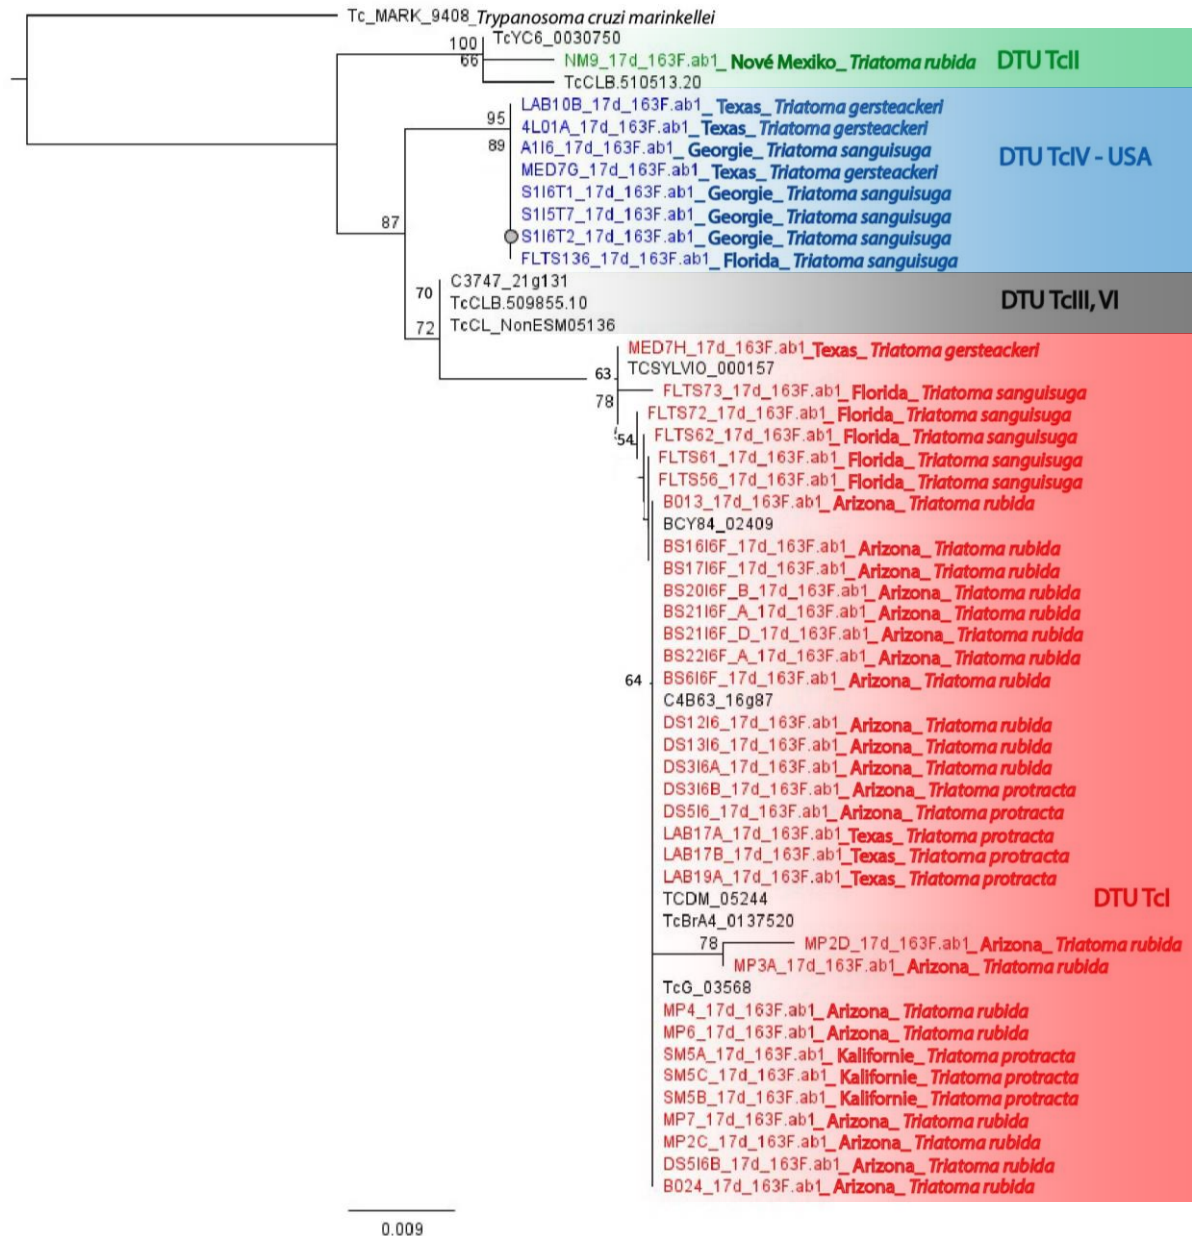 Tc_MARK_9408_Trypanosoma cruzi marinkellei
TcYC6_0030750
100
66
NM9_17d_163F.ab1_Nové Mexiko_Triatoma rubida
DTU TcII
TcCLB.510513.20
LAB10B_17d_163F.ab1_Texas_Triatoma gersteackeri
95
4L01A_17d_163F.ab1_Texas_Triatoma gersteackeri
89
A1I6_17d_163F.ab1_Georgie_Triatoma sanguisuga
DTU TcIV - USA
MED7G_17d_163F.ab1_Texas_Triatoma gersteackeri
S1I6T1_17d_163F.ab1_Georgie_Triatoma sanguisuga
S1I5T7_17d_163F.ab1_Georgie_Triatoma sanguisuga
87
S1I6T2_17d_163F.ab1_Georgie_Triatoma sanguisuga
FLTS136_17d_163F.ab1_Florida_Triatoma sanguisuga
C3747_21g131
70
TcCLB.509855.10
DTU TcIII, VI
TcCL_NonESM05136
72
MED7H_17d_163F.ab1_Texas_Triatoma gersteackeri
TCSYLVIO_000157
63
78
FLTS73_17d_163F.ab1_Florida_Triatoma sanguisuga
FLTS72_17d_163F.ab1_Florida_Triatoma sanguisuga
54
FLTS62_17d_163F.ab1_Florida_Triatoma sanguisuga
FLTS61_17d_163F.ab1_Florida_Triatoma sanguisuga
FLTS56_17d_163F.ab1_Florida_Triatoma sanguisuga
B013_17d_163F.ab1_Arizona_Triatoma rubida
BCY84_02409
BS16I6F_17d_163F.ab1_Arizona_Triatoma rubida
BS17I6F_17d_163F.ab1_Arizona_Triatoma rubida
BS20I6F_B_17d_163F.ab1_Arizona_Triatoma rubida
BS21I6F_A_17d_163F.ab1_Arizona_Triatoma rubida
BS21I6F_D_17d_163F.ab1_Arizona_Triatoma rubida
BS22I6F_A_17d_163F.ab1_Arizona_Triatoma rubida
64
BS6I6F_17d_163F.ab1_Arizona_Triatoma rubida
C4B63_16g87
DS12I6_17d_163F.ab1_Arizona_Triatoma rubida
DS13I6_17d_163F.ab1_Arizona_Triatoma rubida
DS3I6A_17d_163F.ab1_Arizona_Triatoma rubida
DS3I6B_17d_163F.ab1_Arizona_Triatoma protracta
DS5I6_17d_163F.ab1_Arizona_Triatoma protracta
LAB17A_17d_163F.ab1_Texas_Triatoma protracta
LAB17B_17d_163F.ab1_Texas_Triatoma protracta
LAB19A_17d_163F.ab1_Texas_Triatoma protracta
TCDM_05244
DTU TcI
TcBrA4_0137520
78
MP2D_17d_163F.ab1_Arizona_Triatoma rubida
MP3A_17d_163F.ab1_Arizona_Triatoma rubida
TcG_03568
MP4_17d_163F.ab1_Arizona_Triatoma rubida
MP6_17d_163F.ab1_Arizona_Triatoma rubida
SM5A_17d_163F.ab1_Kalifornie_Triatoma protracta
SM5C_17d_163F.ab1_Kalifornie_Triatoma protracta
SM5B_17d_163F.ab1_Kalifornie_Triatoma protracta
MP7_17d_163F.ab1_Arizona_Triatoma rubida
MP2C_17d_163F.ab1_Arizona_Triatoma rubida
DS5I6B_17d_163F.ab1_Arizona_Triatoma rubida
B024_17d_163F.ab1_Arizona_Triatoma rubida
0.009